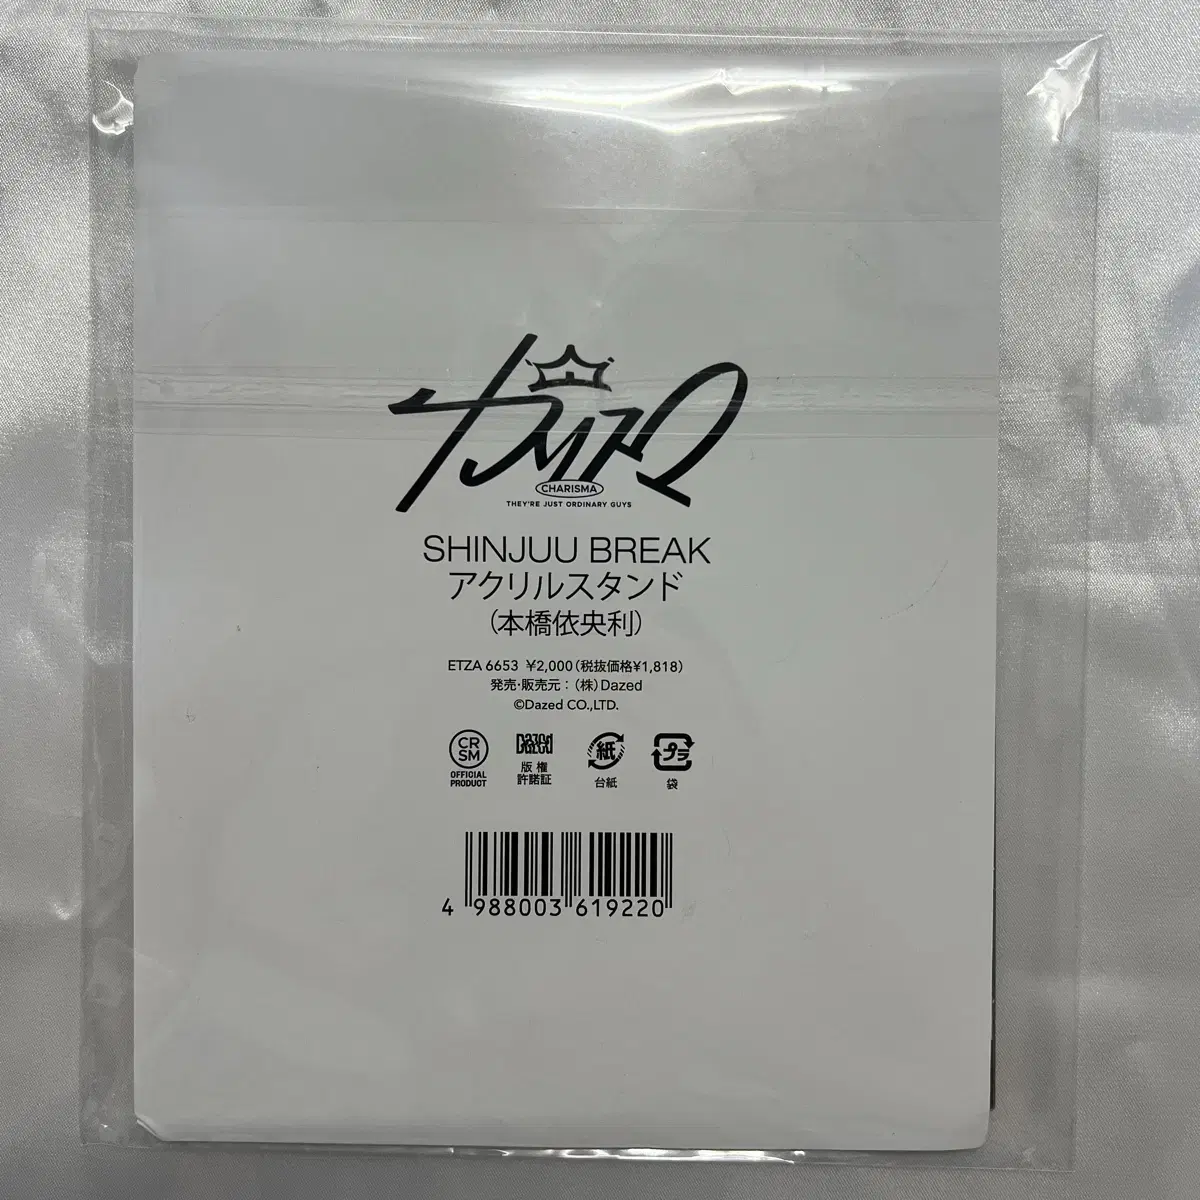 カリスマ
CHARISMA
THEY'RE JUST ORDINARY GUYS
SHINJUU BREAK
アクリルスタンド
(本橋依央利)
ETZA 6653 ¥2,000(税抜価格¥1,818)
発売・販売元:(株)Dazed
©Dazed CO.,LTD.
CR
SM
OFFICIAL
PRODUCT
Dazed
版権
許諾証
紙
台紙
プラ
袋
4 988003 619220